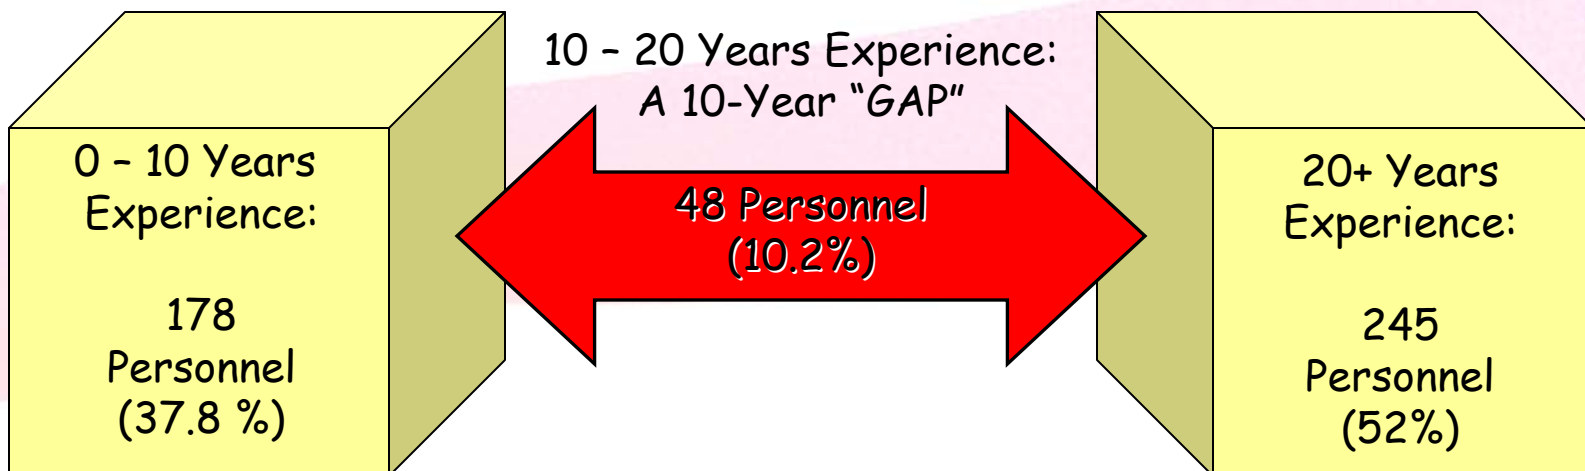 10 – 20 Years Experience:
A 10-Year “GAP”
0 – 10 Years
Experience:
178
Personnel
(37.8 %)
48 Personnel
(10.2%)
20+ Years
Experience:
245
Personnel
(52%)